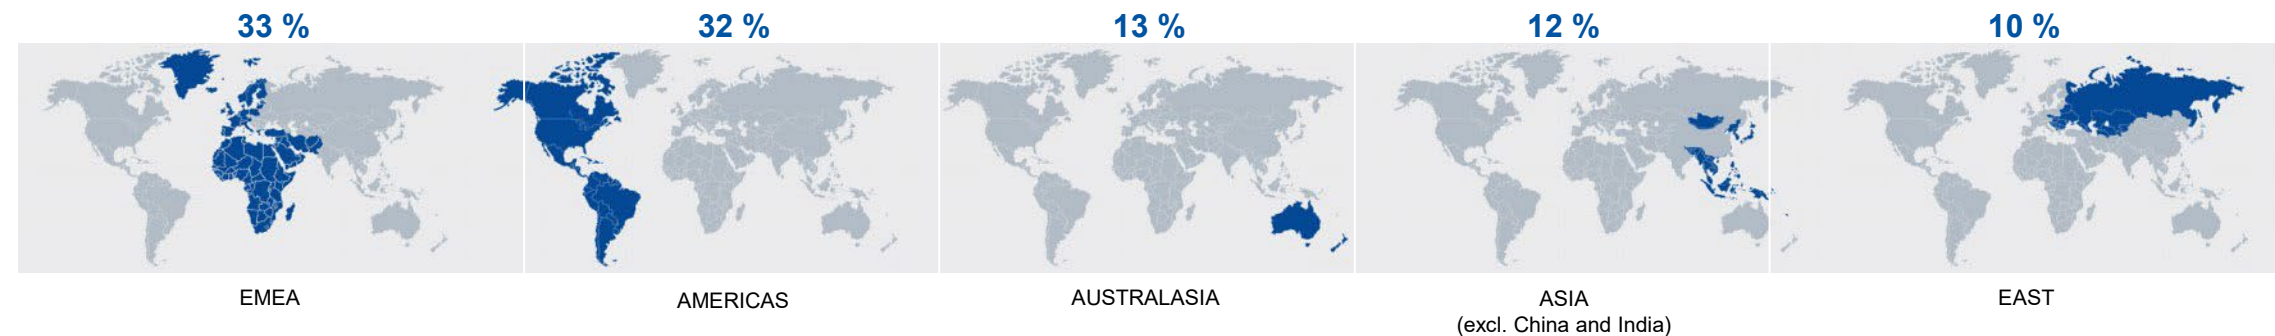 33 %
32 %
13 %
12 %
10 %
EMEA
AMERICAS
AUSTRALASIA
ASIA
(excl. China and India)
EAST